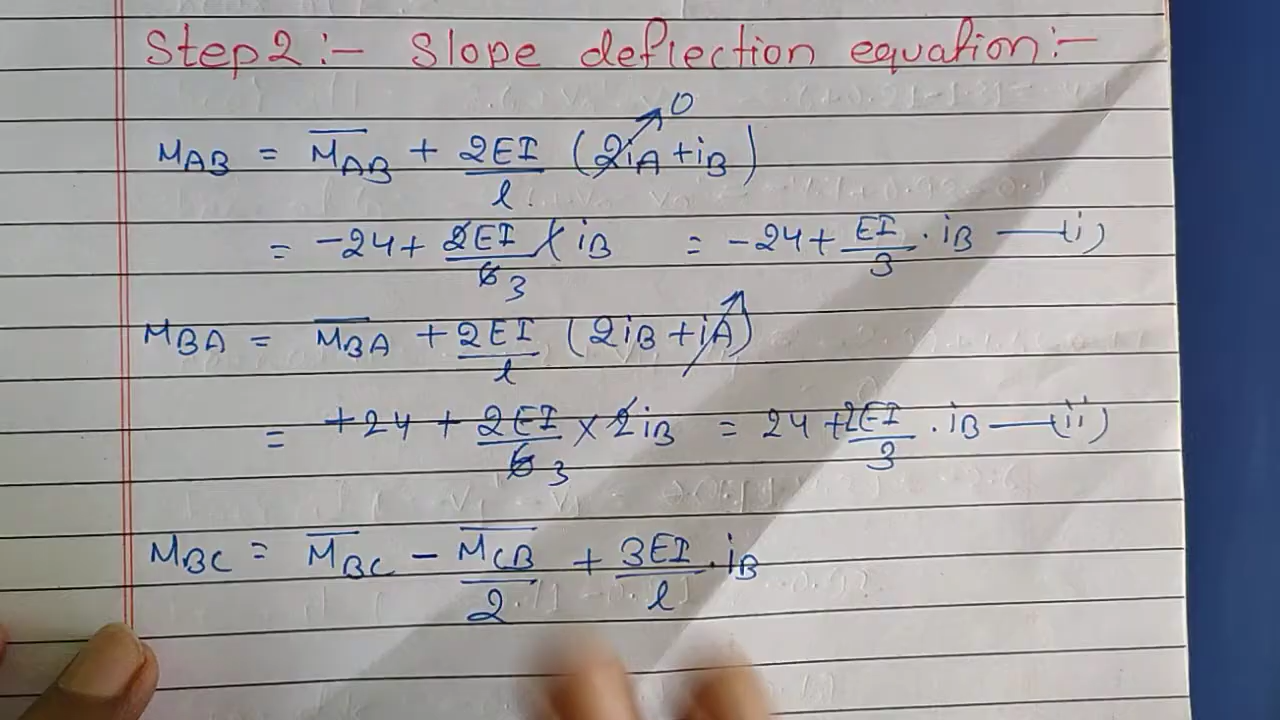 Step2:- Slope deflection equation:-
0
MAB = M̅AB + 2EI/l (2iA + iB)
= -24 + 2EI/6 3 × iB = -24 + EI/3 . iB —(i)
MBA = M̅BA + 2EI/l (2iB + iA)
= +24 + 2EI/6 3 × 2iB = 24 + 2EI/3 . iB —(ii)
MBC = M̅BC - M̅CB/2 + 3EI/l . iB